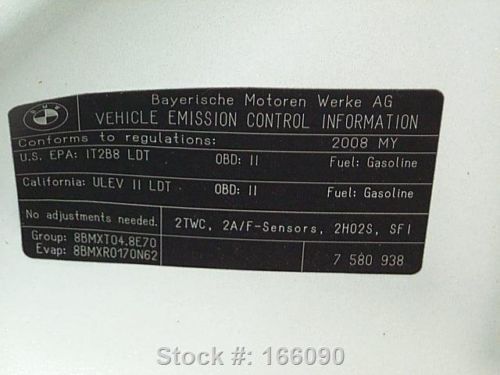 BMW
Bayerische Motoren Werke AG
VEHICLE EMISSION CONTROL INFORMATION
Conforms to regulations: 2008 MY
U.S. EPA: 1T2B8 LDT OBD: II Fuel: Gasoline
California: ULEV II LDT OBD: II Fuel: Gasoline
No adjustments needed. 2TWC, 2A/F-Sensors, 2HO2S, SFI
Group: 8BMXT04.8E70
Evap: 8BMXR0170N62
7 580 938
Stock #: 166090